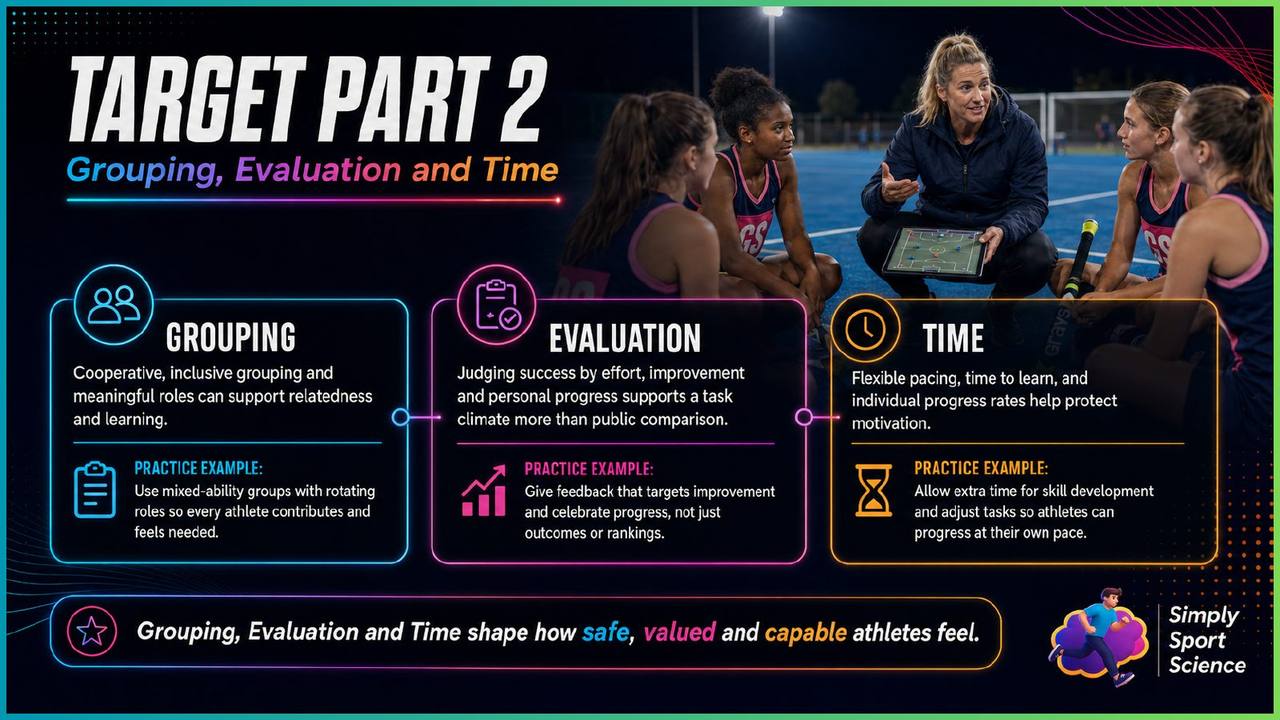 TARGET PART 2
Grouping, Evaluation and Time
GROUPING
Cooperative, inclusive grouping and
meaningful roles can support relatedness
and learning.
PRACTICE EXAMPLE:
Use mixed-ability groups with rotating
roles so every athlete contributes and
feels needed.
EVALUATION
Judging success by effort, improvement
and personal progress supports a task
climate more than public comparison.
PRACTICE EXAMPLE:
Give feedback that targets improvement
and celebrate progress, not just
outcomes or rankings.
TIME
Flexible pacing, time to learn, and
individual progress rates help protect
motivation.
PRACTICE EXAMPLE:
Allow extra time for skill development
and adjust tasks so athletes can
progress at their own pace.
Grouping, Evaluation and Time shape how safe, valued and capable athletes feel.
Simply
Sport
Science
GS
GS
grays